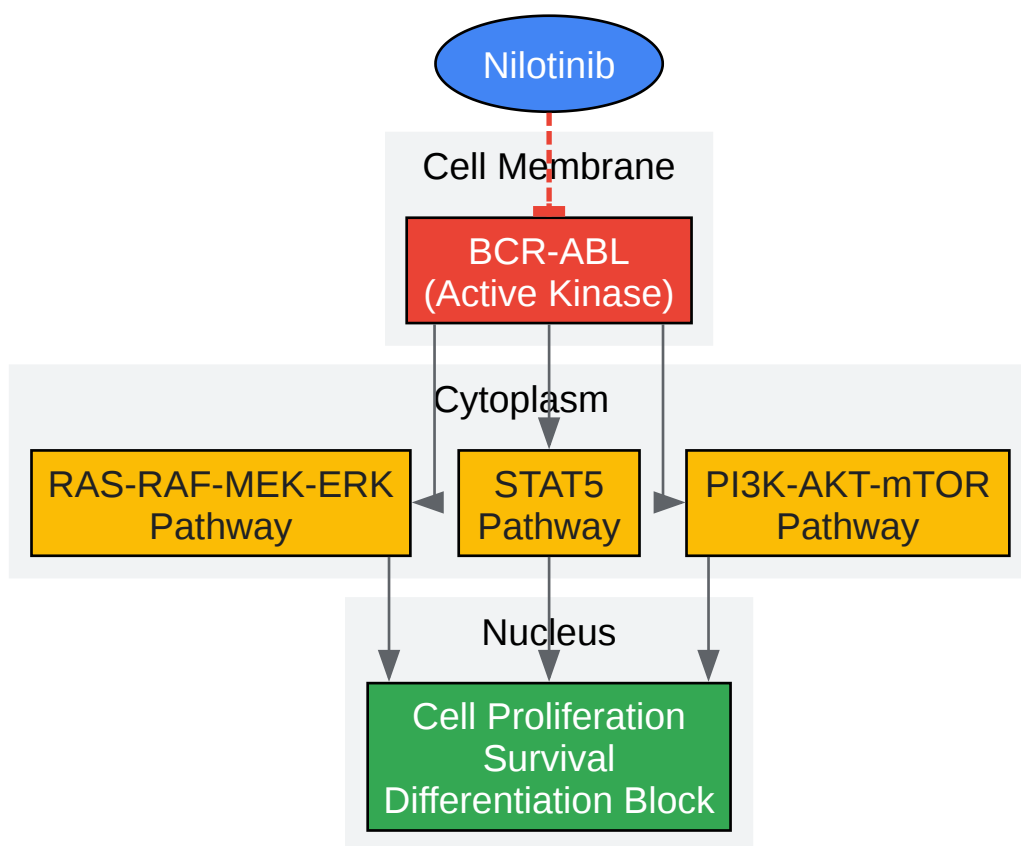 Nilotinib
Cell Membrane
BCR-ABL
(Active Kinase)
Cytoplasm
RAS-RAF-MEK-ERK
Pathway
STAT5
Pathway
PI3K-AKT-mTOR
Pathway
Nucleus
Cell Proliferation
Survival
Differentiation Block